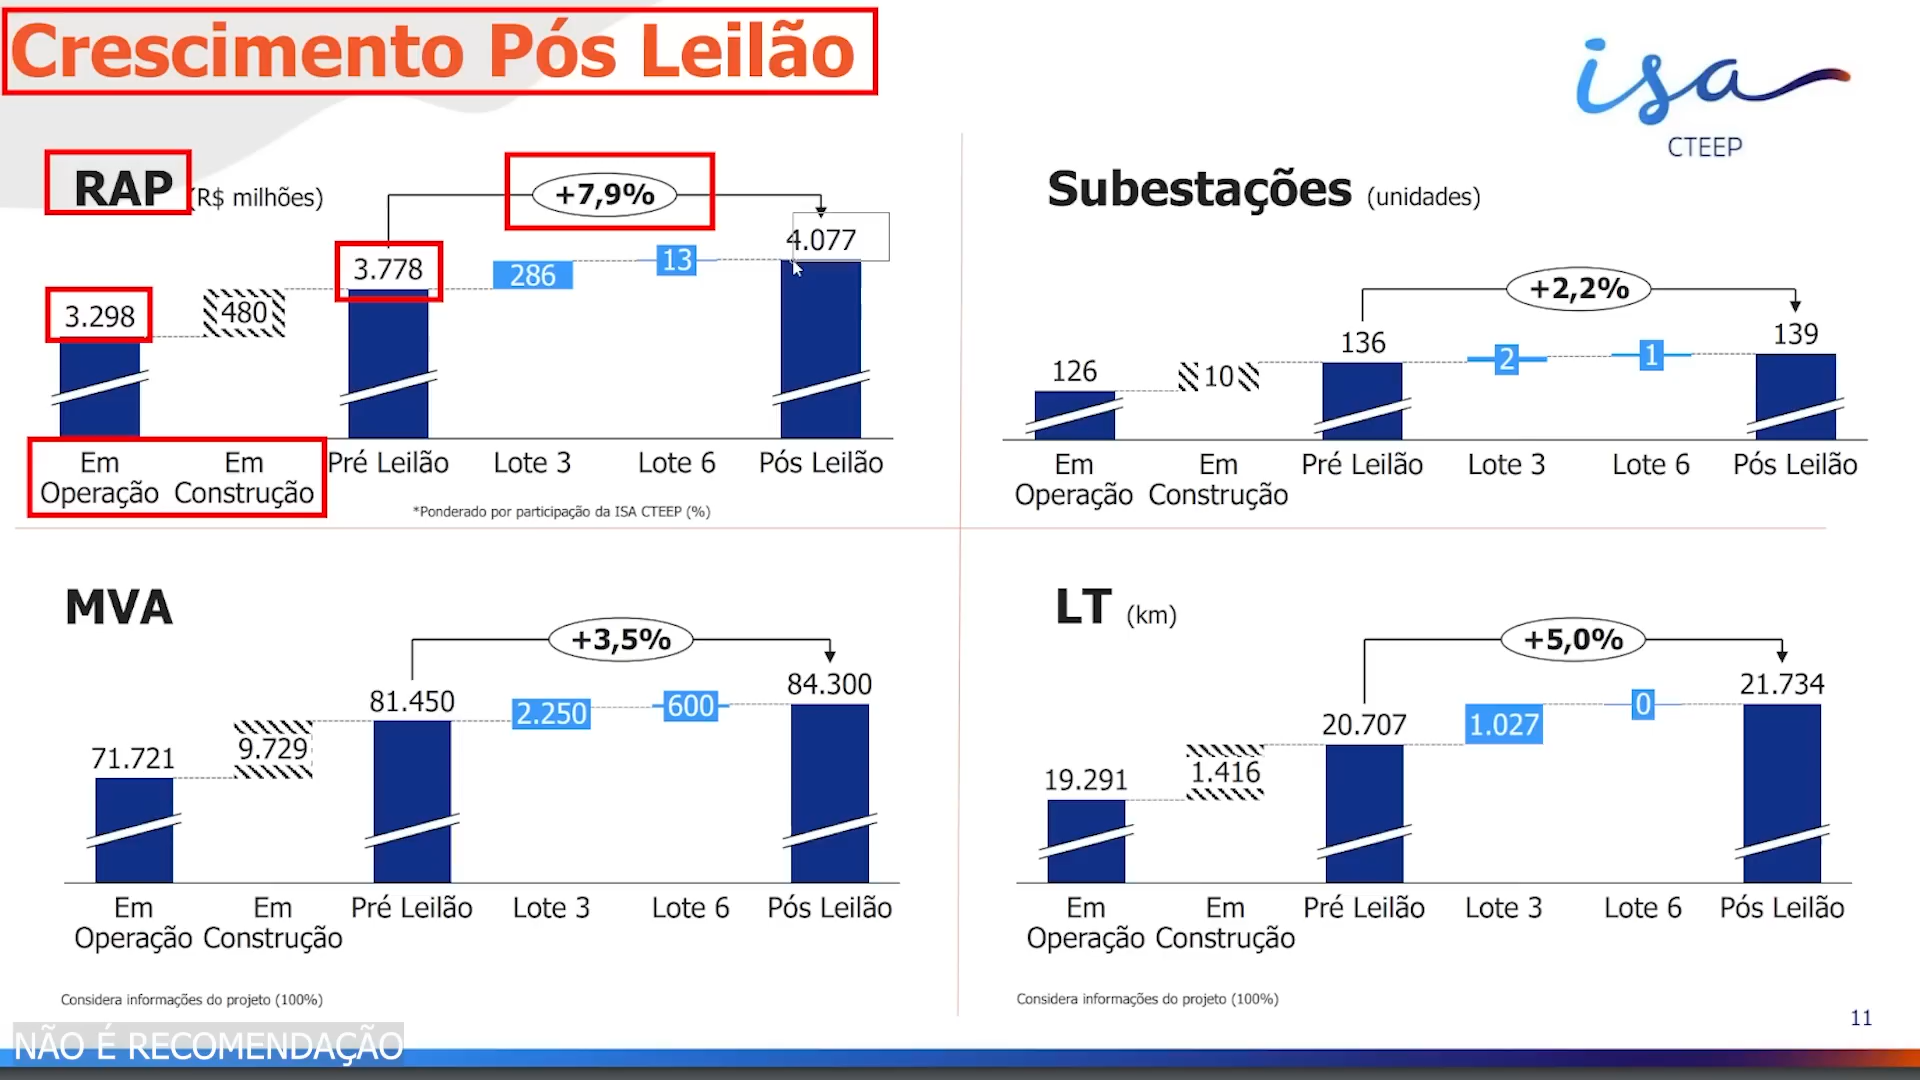 Crescimento Pós Leilão
isa
CTEEP
RAP (R$ milhões)
+7,9%
3.298
480
3.778
286
13
4.077
Em Operação
Em Construção
Pré Leilão
Lote 3
Lote 6
Pós Leilão
*Ponderado por participação da ISA CTEEP (%)
Subestações (unidades)
+2,2%
126
10
136
2
1
139
Em Operação
Em Construção
Pré Leilão
Lote 3
Lote 6
Pós Leilão
MVA
+3,5%
71.721
9.729
81.450
2.250
600
84.300
Em Operação
Em Construção
Pré Leilão
Lote 3
Lote 6
Pós Leilão
Considera informações do projeto (100%)
LT (km)
+5,0%
19.291
1.416
20.707
1.027
0
21.734
Em Operação
Em Construção
Pré Leilão
Lote 3
Lote 6
Pós Leilão
Considera informações do projeto (100%)
11
NÃO É RECOMENDAÇÃO